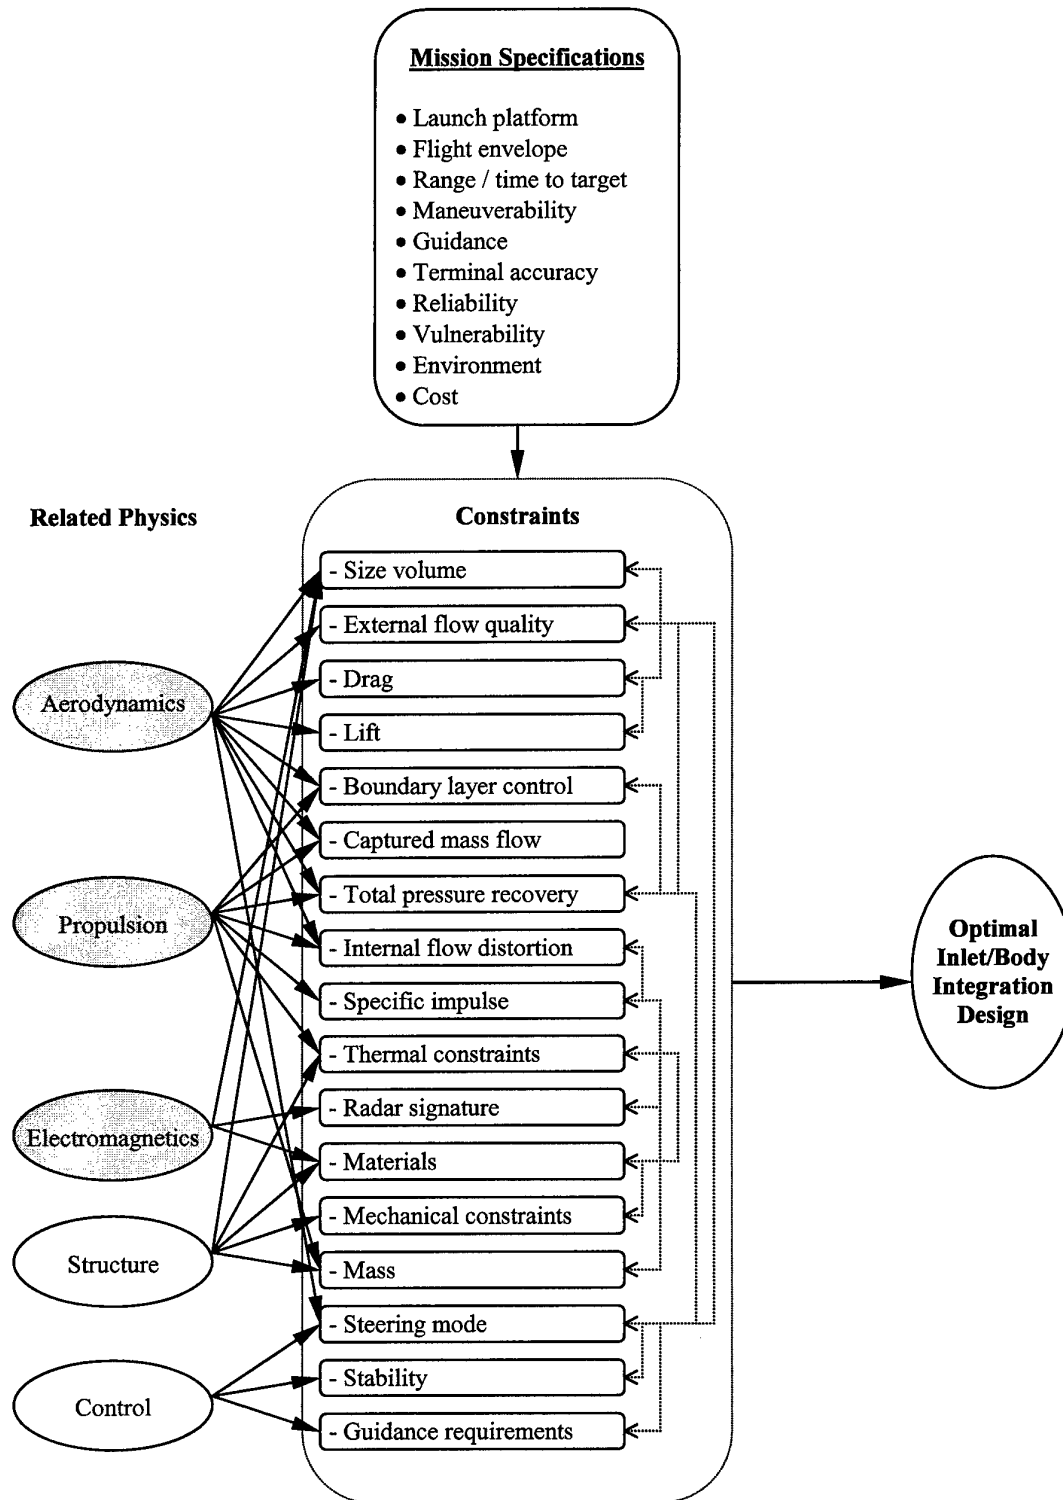 Mission Specifications
• Launch platform
• Flight envelope
• Range / time to target
• Maneuverability
• Guidance
• Terminal accuracy
• Reliability
• Vulnerability
• Environment
• Cost
Related Physics
Constraints
- Size volume
- External flow quality
- Drag
- Lift
- Boundary layer control
- Captured mass flow
- Total pressure recovery
- Internal flow distortion
- Specific impulse
- Thermal constraints
- Radar signature
- Materials
- Mechanical constraints
- Mass
- Steering mode
- Stability
- Guidance requirements
Aerodynamics
Propulsion
Electromagnetics
Structure
Control
Optimal
Inlet/Body
Integration
Design